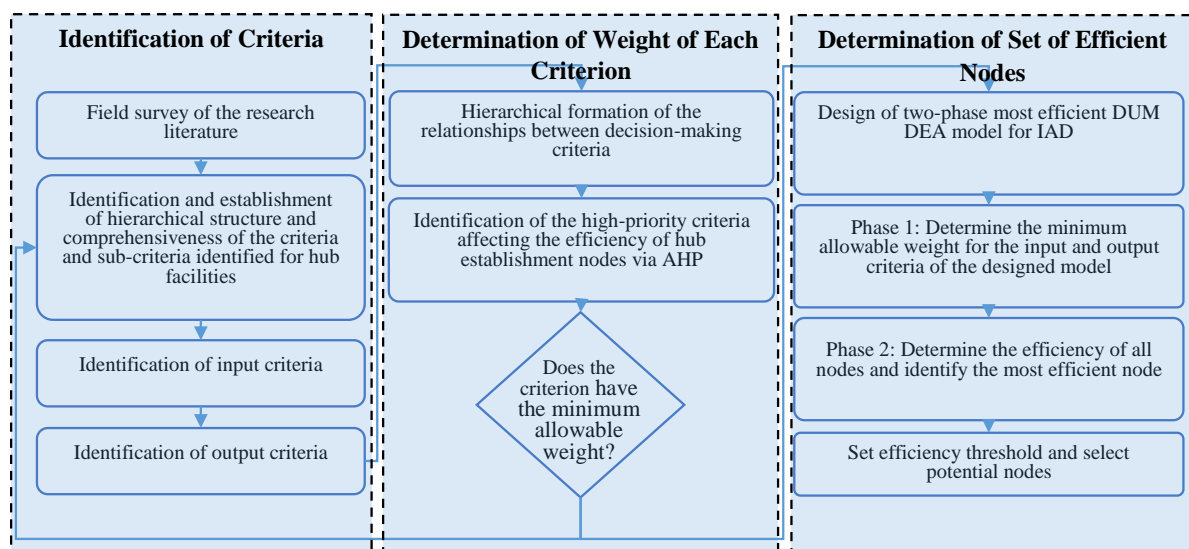 Identification of Criteria
Field survey of the research
literature
Identification and establishment
of hierarchical structure and
comprehensiveness of the criteria
and sub-criteria identified for hub
facilities
Identification of input criteria
Identification of output criteria
Determination of Weight of Each
Criterion
Hierarchical formation of the
relationships between decision-making
criteria
Identification of the high-priority criteria
affecting the efficiency of hub
establishment nodes via AHP
Does the
criterion have
the minimum
allowable
weight?
Determination of Set of Efficient
Nodes
Design of two-phase most efficient DUM
DEA model for IAD
Phase 1: Determine the minimum
allowable weight for the input and output
criteria of the designed model
Phase 2: Determine the efficiency of all
nodes and identify the most efficient node
Set efficiency threshold and select
potential nodes